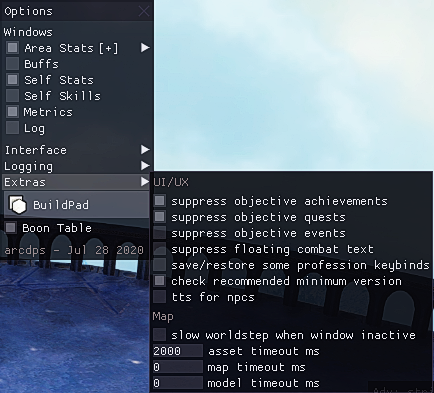 Options
Windows
Area Stats [+]
Buffs
Self Stats
Self Skills
Metrics
Log
Interface
Logging
Extras
BuildPad
Boon Table
arcdps - Jul 28 2020
UI/UX
suppress objective achievements
suppress objective quests
suppress objective events
suppress floating combat text
save/restore some profession keybinds
check recommended minimum version
tts for npcs
Map
slow worldstep when window inactive
2000 asset timeout ms
0 map timeout ms
0 model timeout ms